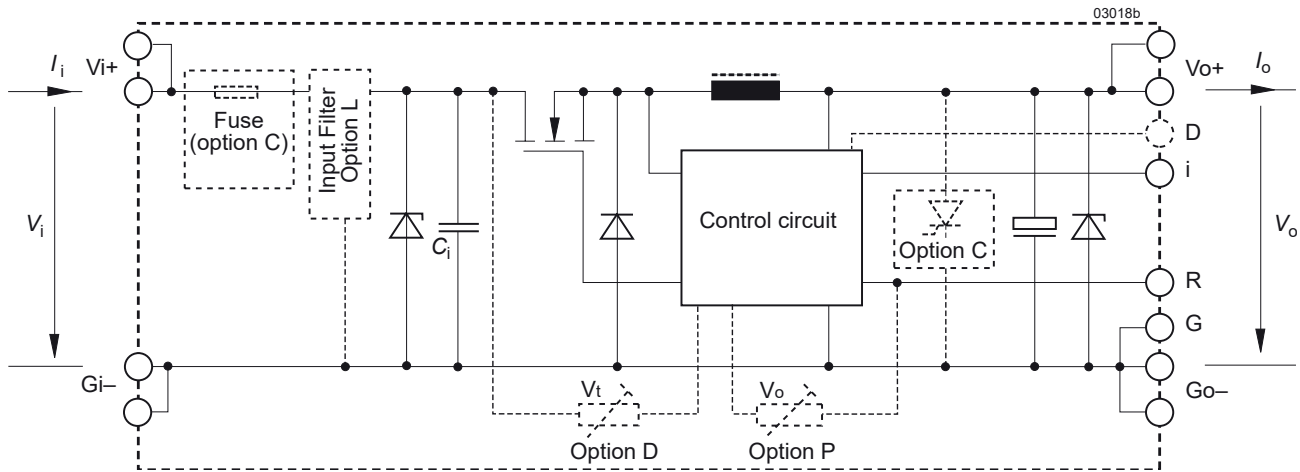 03018b
Ii
Vi+
Vo+
Io
Fuse
(option C)
Input Filter
Option L
D
i
Control circuit
Vi
Ci
Option C
Vo
R
G
Gi–
Go–
Vt
Vo
Option D
Option P